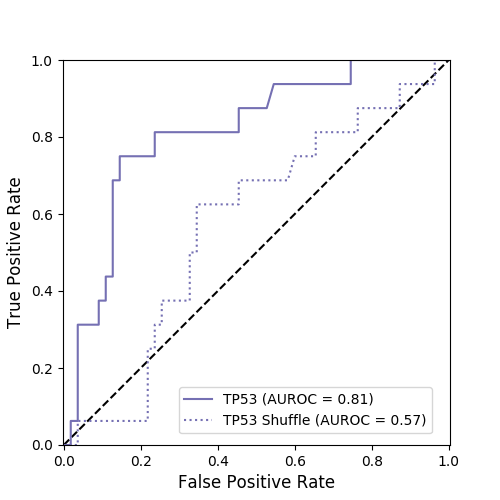 1.0
0.8
0.6
0.4
0.2
0.0
True Positive Rate
TP53 (AUROC = 0.81)
TP53 Shuffle (AUROC = 0.57)
0.0 0.2 0.4 0.6 0.8 1.0
False Positive Rate